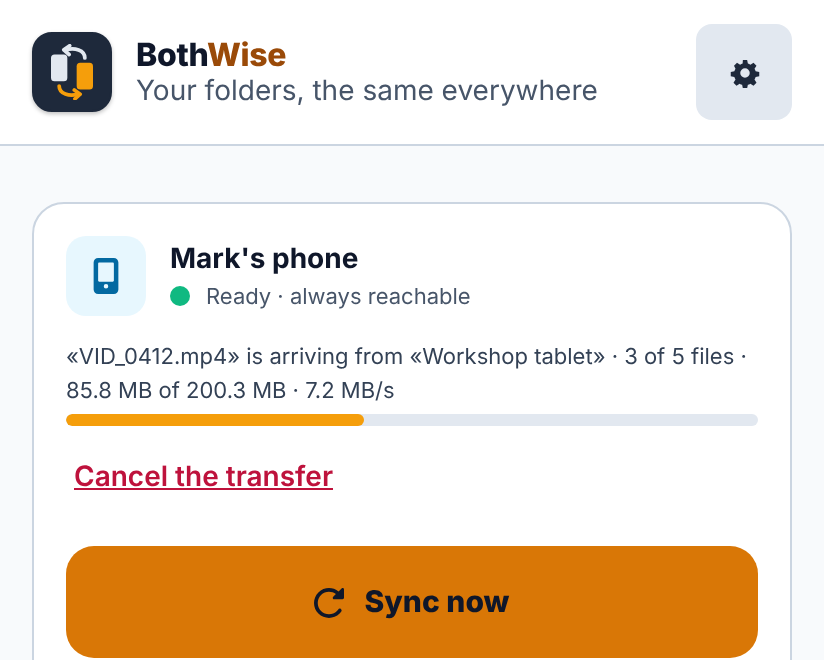 BothWise
Your folders, the same everywhere
Mark's phone
Ready · always reachable
«VID_0412.mp4» is arriving from «Workshop tablet» · 3 of 5 files ·
85.8 MB of 200.3 MB · 7.2 MB/s
Cancel the transfer
Sync now